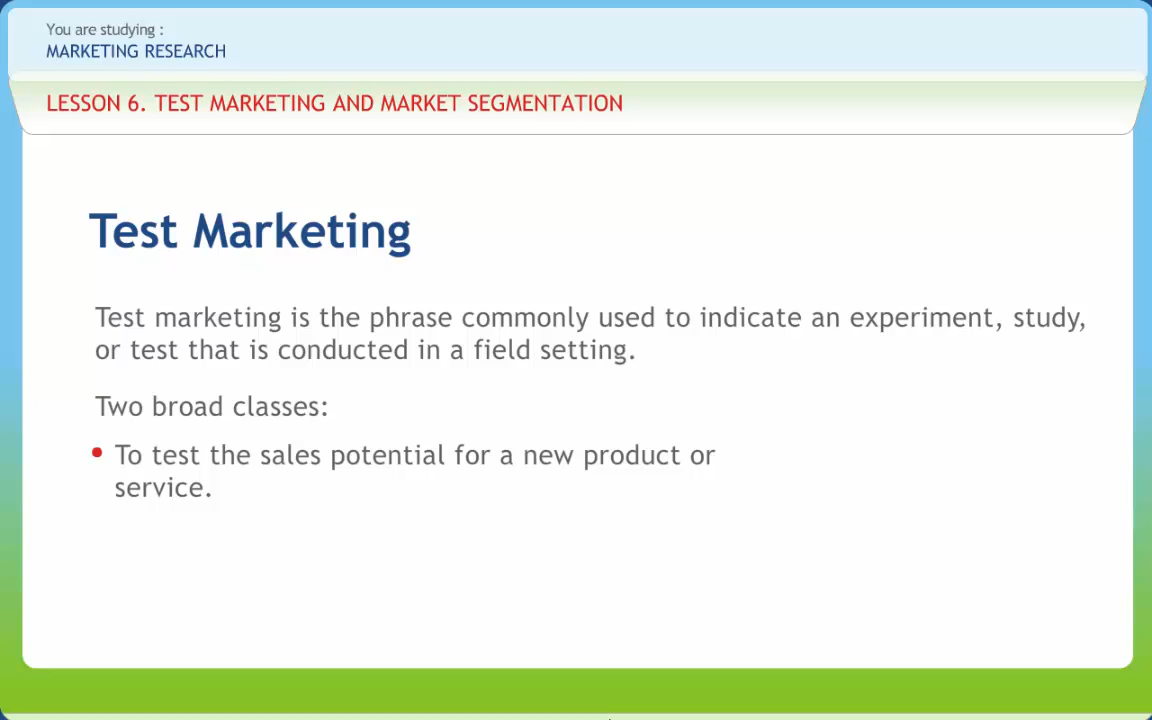 You are studying :
MARKETING RESEARCH
LESSON 6. TEST MARKETING AND MARKET SEGMENTATION
Test Marketing
Test marketing is the phrase commonly used to indicate an experiment, study,
or test that is conducted in a field setting.
Two broad classes:
• To test the sales potential for a new product or
service.